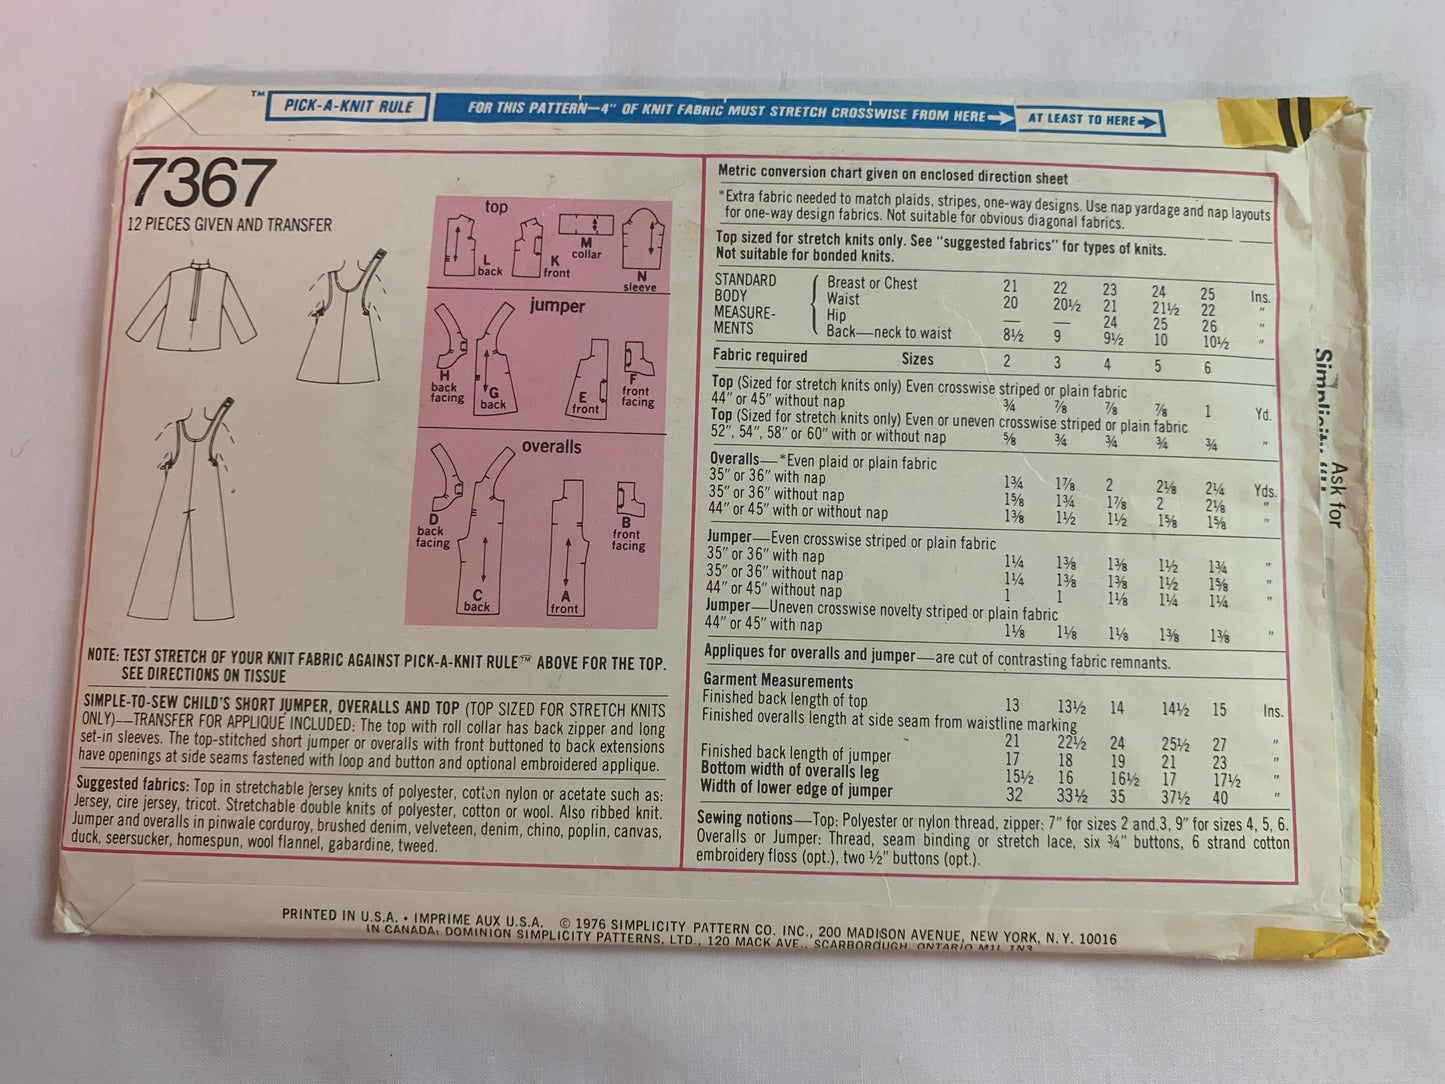 ™ PICK-A-KNIT RULE
FOR THIS PATTERN—4" OF KNIT FABRIC MUST STRETCH CROSSWISE FROM HERE
AT LEAST TO HERE
7367
12 PIECES GIVEN AND TRANSFER
top
L
back
K
front
M
collar
N
sleeve
jumper
H
back
facing
G
back
E
front
F
front
facing
overalls
D
back
facing
C
back
A
front
B
front
facing
NOTE: TEST STRETCH OF YOUR KNIT FABRIC AGAINST PICK-A-KNIT RULE™ ABOVE FOR THE TOP.
SEE DIRECTIONS ON TISSUE
SIMPLE-TO-SEW CHILD'S SHORT JUMPER, OVERALLS AND TOP (TOP SIZED FOR STRETCH KNITS
ONLY)—TRANSFER FOR APPLIQUÉ INCLUDED: The top with roll collar has back zipper and long
set-in sleeves. The top-stitched short jumper or overalls with front buttoned to back extensions
have openings at side seams fastened with loop and button and optional embroidered applique.
Suggested fabrics: Top in stretchable jersey knits of polyester, cotton nylon or acetate such as:
Jersey, cire jersey, tricot. Stretchable double knits of polyester, cotton or wool. Also ribbed knit.
Jumper and overalls in pinwale corduroy, brushed denim, velveteen, denim, chino, poplin, canvas,
duck, seersucker, homespun, wool flannel, gabardine, tweed.
Metric conversion chart given on enclosed direction sheet
*Extra fabric needed to match plaids, stripes, one-way designs. Use nap yardage and nap layouts
for one-way design fabrics. Not suitable for obvious diagonal fabrics.
Top sized for stretch knits only. See "suggested fabrics" for types of knits.
Not suitable for bonded knits.
STANDARD
BODY
MEASURE-
MENTS
Breast or Chest 21 22 23 24 25 Ins.
Waist 20 20½ 21 21½ 22 "
Hip — — 24 25 26 "
Back—neck to waist 8½ 9 9½ 10 10½ "
Fabric required Sizes 2 3 4 5 6
Top (Sized for stretch knits only) Even crosswise striped or plain fabric
44" or 45" without nap ¾ ⅞ ⅞ ⅞ 1 Yd.
Top (Sized for stretch knits only) Even or uneven crosswise striped or plain fabric
52", 54", 58" or 60" with or without nap ⅝ ¾ ¾ ¾ ¾ "
Overalls—*Even plaid or plain fabric
35" or 36" with nap 1¾ 1⅞ 2 2⅛ 2¼ Yds.
35" or 36" without nap 1⅝ 1¾ 1⅞ 2 2⅛ "
44" or 45" with or without nap 1⅜ 1½ 1½ 1⅝ 1⅝ "
Jumper—Even crosswise striped or plain fabric
35" or 36" with nap 1¼ 1⅜ 1⅜ 1½ 1¾ "
35" or 36" without nap 1¼ 1⅜ 1⅜ 1½ 1⅝ "
44" or 45" without nap 1 1 1⅛ 1¼ 1¼ "
Jumper—Uneven crosswise novelty striped or plain fabric
44" or 45" with nap 1⅛ 1⅛ 1⅛ 1⅜ 1⅜ "
Appliques for overalls and jumper—are cut of contrasting fabric remnants.
Garment Measurements
Finished back length of top 13 13½ 14 14½ 15 Ins.
Finished overalls length at side seam from waistline marking
21 22½ 24 25½ 27 "
Finished back length of jumper 17 18 19 21 23 "
Bottom width of overalls leg 15½ 16 16½ 17 17½ "
Width of lower edge of jumper 32 33½ 35 37½ 40 "
Sewing notions—Top: Polyester or nylon thread, zipper: 7" for sizes 2 and 3, 9" for sizes 4, 5, 6.
Overalls or Jumper: Thread, seam binding or stretch lace, six ¾" buttons, 6 strand cotton
embroidery floss (opt.), two ½" buttons (opt.).
PRINTED IN U.S.A. • IMPRIME AUX U.S.A. © 1976 SIMPLICITY PATTERN CO. INC., 200 MADISON AVENUE, NEW YORK, N.Y. 10016
IN CANADA: DOMINION SIMPLICITY PATTERNS, LTD., 120 MACK AVE., SCARBOROUGH, ONTARIO M1L 1N3
Ask for
Simplicity